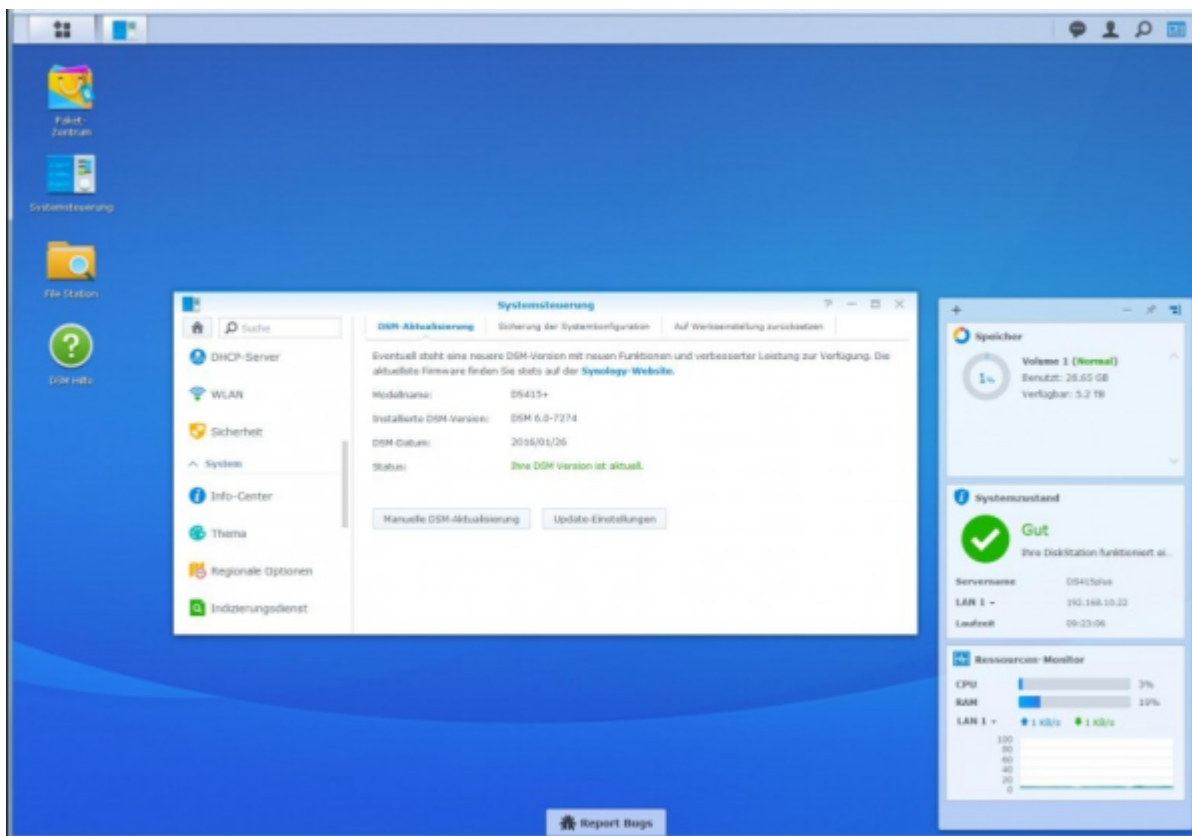 Paket-
Zentrum
Systemsteuerung
File Station
DSM Hilfe
Systemsteuerung
Suche
DHCP-Server
WLAN
Sicherheit
System
Info-Center
Thema
Regionale Optionen
Indizierungsdienst
DSM-Aktualisierung
Sicherung der Systemkonfiguration
Auf Werkseinstellung zurücksetzen
Eventuell steht eine neuere DSM-Version mit neuen Funktionen und verbesserter Leistung zur Verfügung. Die
aktuellste Firmware finden Sie stets auf der Synology-Website.
Modellname: DS415+
Installierte DSM-Version: DSM 6.0-7274
DSM-Datum: 2016/01/26
Status: Ihre DSM Version ist aktuell.
Manuelle DSM-Aktualisierung
Update-Einstellungen
Speicher
1%
Volume 1 (Normal)
Benutzt: 28.65 GB
Verfügbar: 5.2 TB
Systemzustand
Gut
Ihre DiskStation funktioniert ei...
Servername DS415plus
LAN 1 192.168.10.22
Laufzeit 09:23:06
Ressourcen-Monitor
CPU 3%
RAM 19%
LAN 1 1 KB/s 1 KB/s
100
80
60
40
20
0
Report Bugs